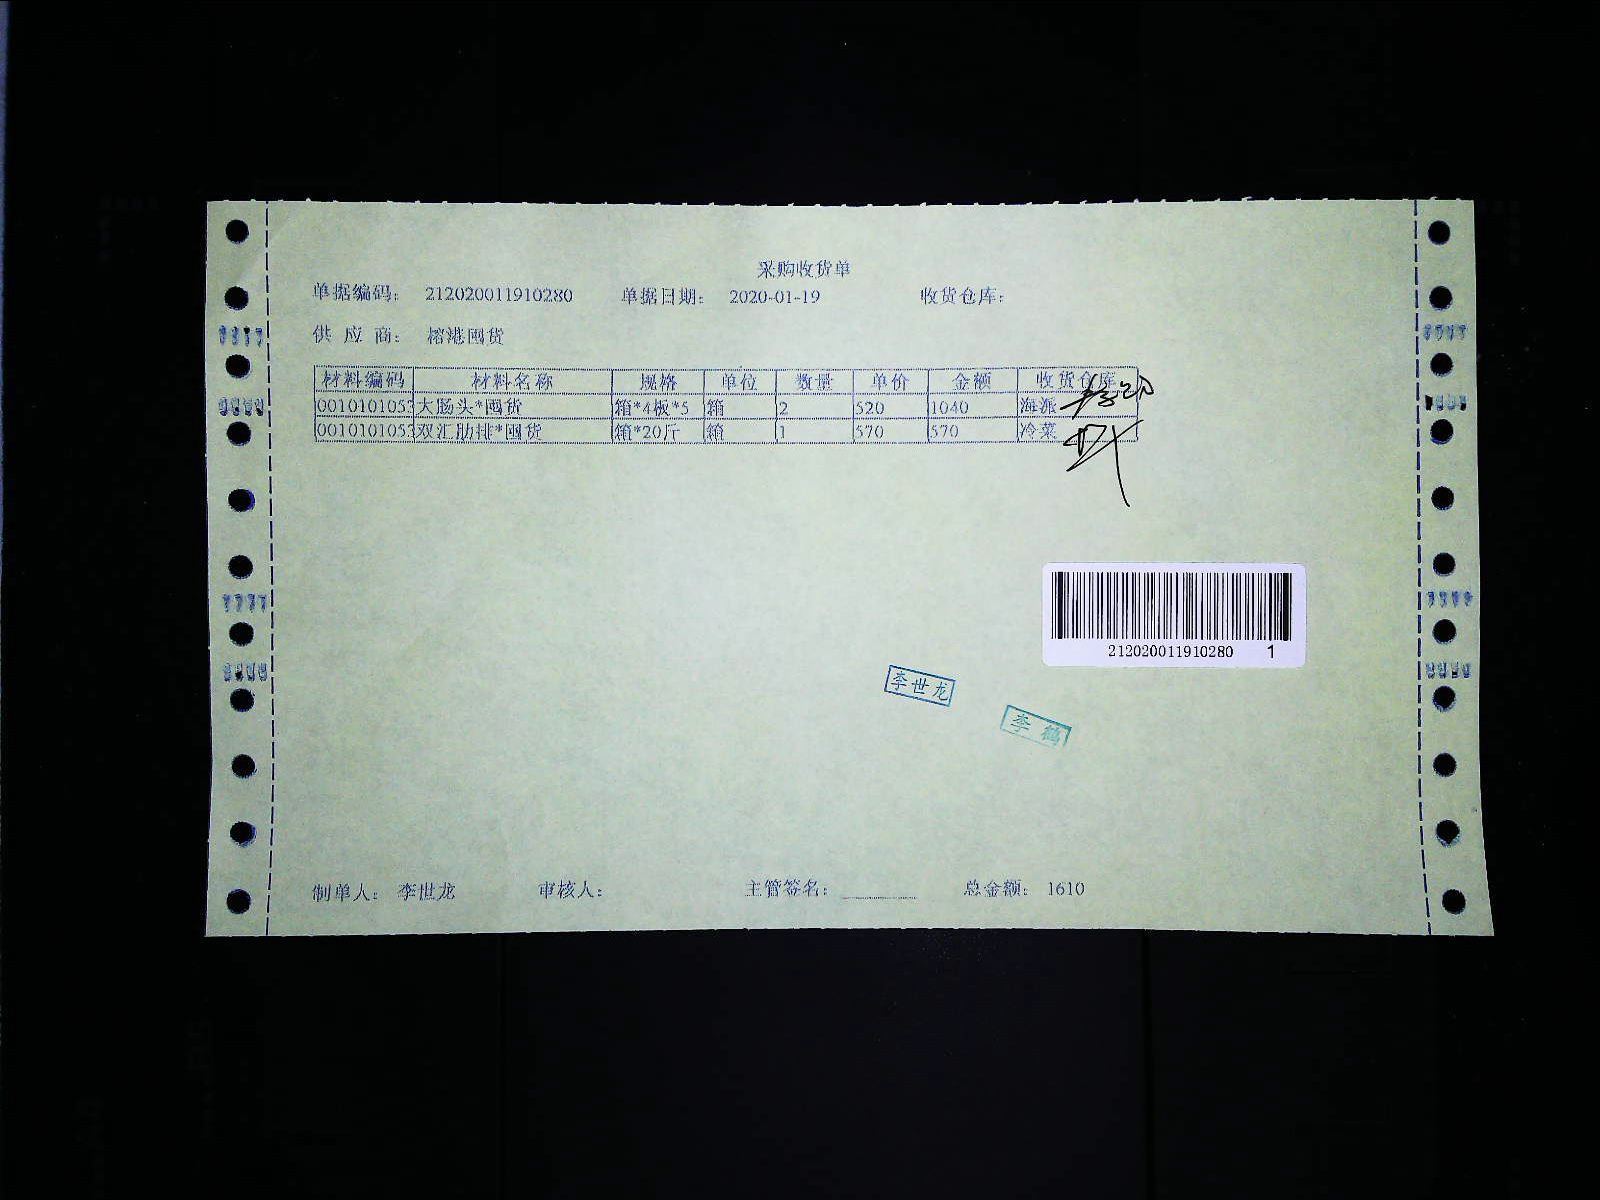 采购收货单
单据编码： 212020011910280 单据日期： 2020-01-19 收货仓库：
供 应 商： 榕港囤货
材料编码 材料名称 规格 单位 数量 单价 金额 收货仓库
0010101053 大肠头*囤货 箱*4板*5 箱 2 520 1040 海派
0010101053 双汇肋排*囤货 箱*20斤 箱 1 570 570 冷菜
212020011910280 1
李世龙
李鹤
制单人： 李世龙 审核人： 主管签名： 总金额： 1610